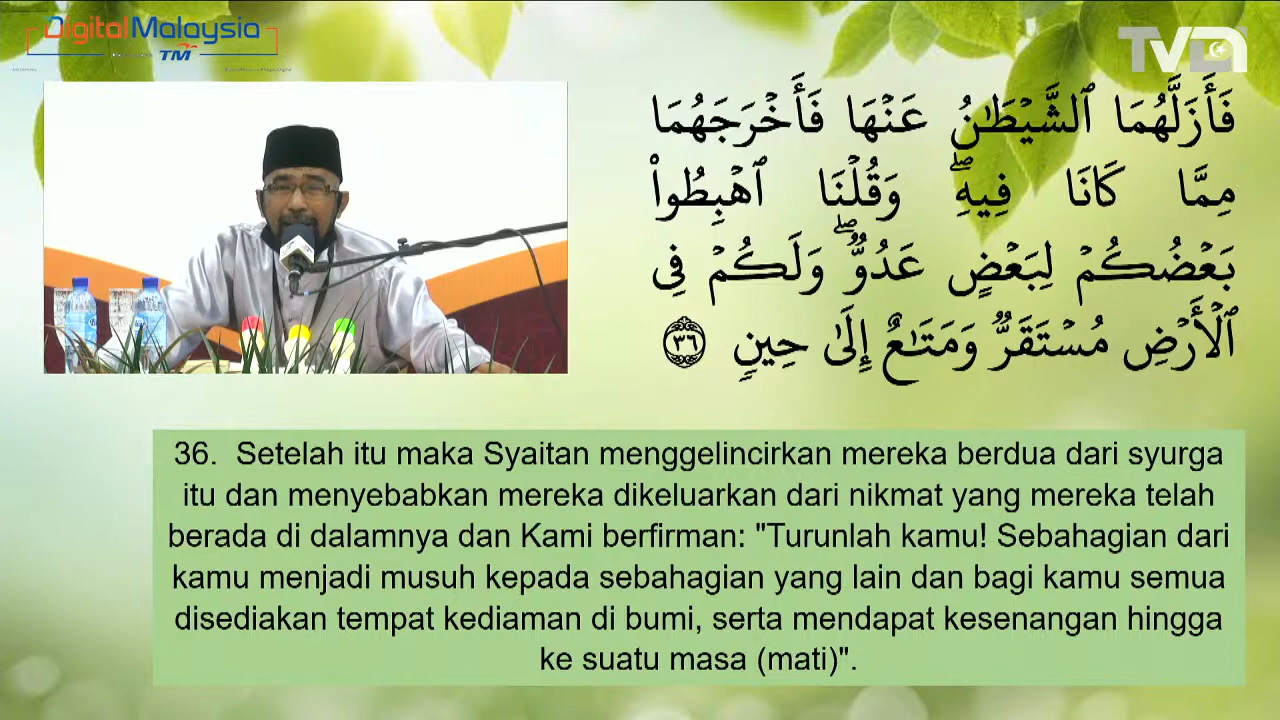 DigitalMalaysia
TM
TVD
فَأَزَلَّهُمَا ٱلشَّيْطَٰنُ عَنْهَا فَأَخْرَجَهُمَا
مِمَّا كَانَا فِيهِۖ وَقُلْنَا ٱهْبِطُوا۟
بَعْضُكُمْ لِبَعْضٍ عَدُوٌّۖ وَلَكُمْ فِى
ٱلْأَرْضِ مُسْتَقَرٌّ وَمَتَٰعٌ إِلَىٰ حِينٍ ٣٦
36. Setelah itu maka Syaitan menggelincirkan mereka berdua dari syurga
itu dan menyebabkan mereka dikeluarkan dari nikmat yang mereka telah
berada di dalamnya dan Kami berfirman: "Turunlah kamu! Sebahagian dari
kamu menjadi musuh kepada sebahagian yang lain dan bagi kamu semua
disediakan tempat kediaman di bumi, serta mendapat kesenangan hingga
ke suatu masa (mati)".